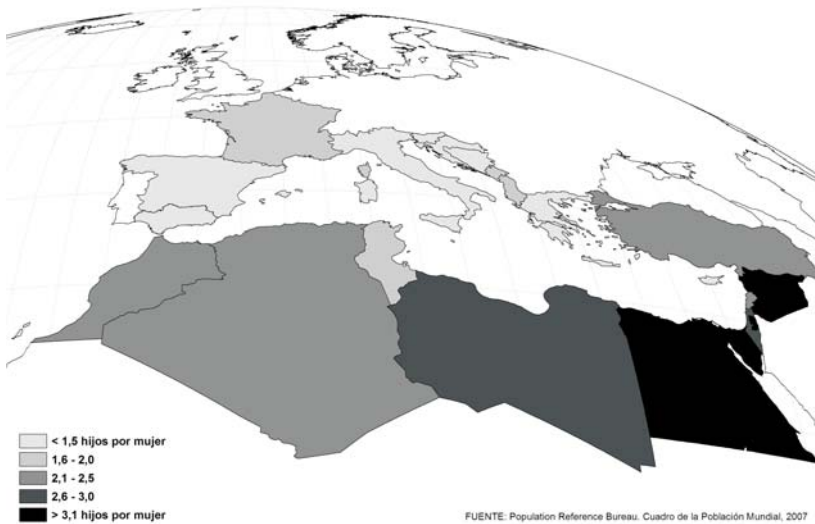 < 1,5 hijos por mujer
1,6 - 2,0
2,1 - 2,5
2,6 - 3,0
> 3,1 hijos por mujer
FUENTE: Population Reference Bureau. Cuadro de la Población Mundial, 2007